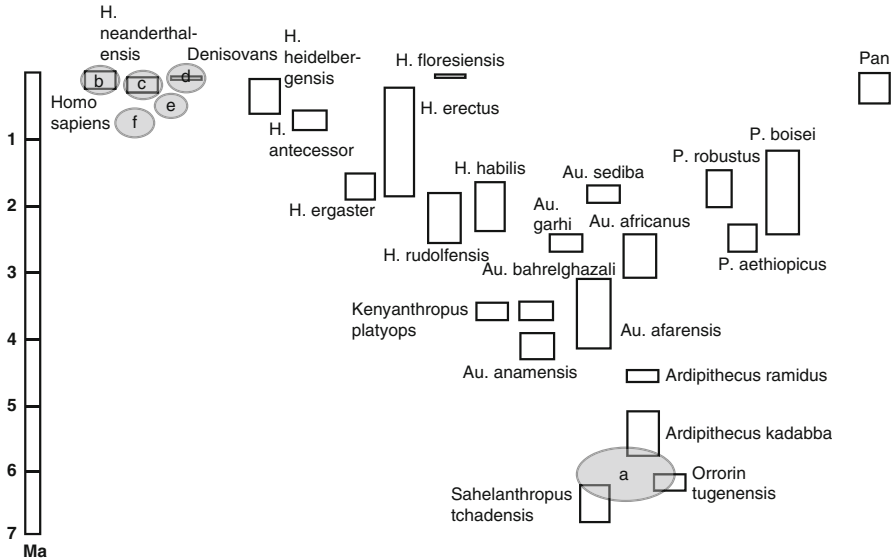 H.
neanderthal-
ensis
Denisovans
H.
heidelber-
gensis
H. floresiensis
Pan
b
c
d
e
f
Homo
sapiens
H. erectus
H.
antecessor
1
P. boisei
P. robustus
H. habilis
Au. sediba
H. ergaster
2
Au.
garhi
Au. africanus
H. rudolfensis
Au. bahrelghazali
P. aethiopicus
3
Kenyanthropus
platyops
Au. afarensis
4
Au. anamensis
Ardipithecus ramidus
5
Ardipithecus kadabba
6
a
Orrorin
tugenensis
Sahelanthropus
tchadensis
7
Ma